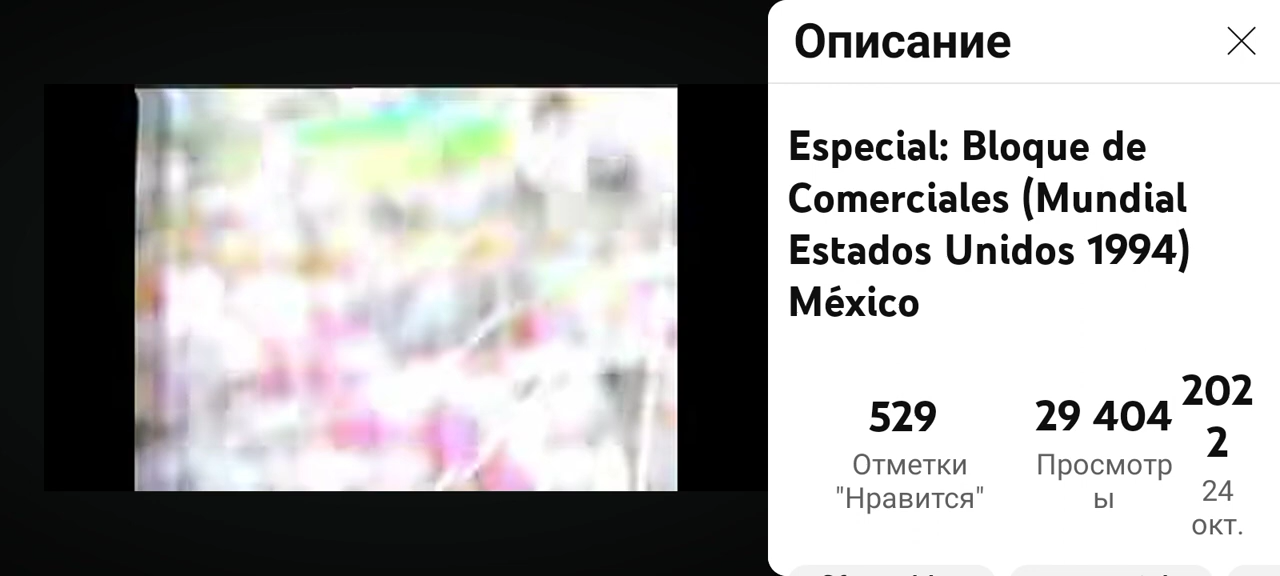 Описание
Especial: Bloque de
Comerciales (Mundial
Estados Unidos 1994)
México
529
Отметки
"Нравится"
29 404
Просмотр
ы
202
2
24
окт.